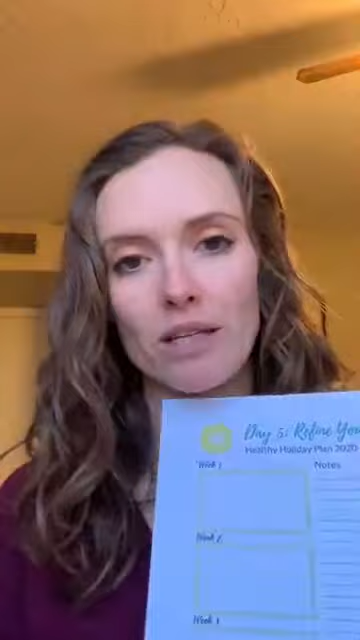 Day 5: Refine You
Healthy Holiday Plan 2020
Week 1
Notes
Week 2
Week 3